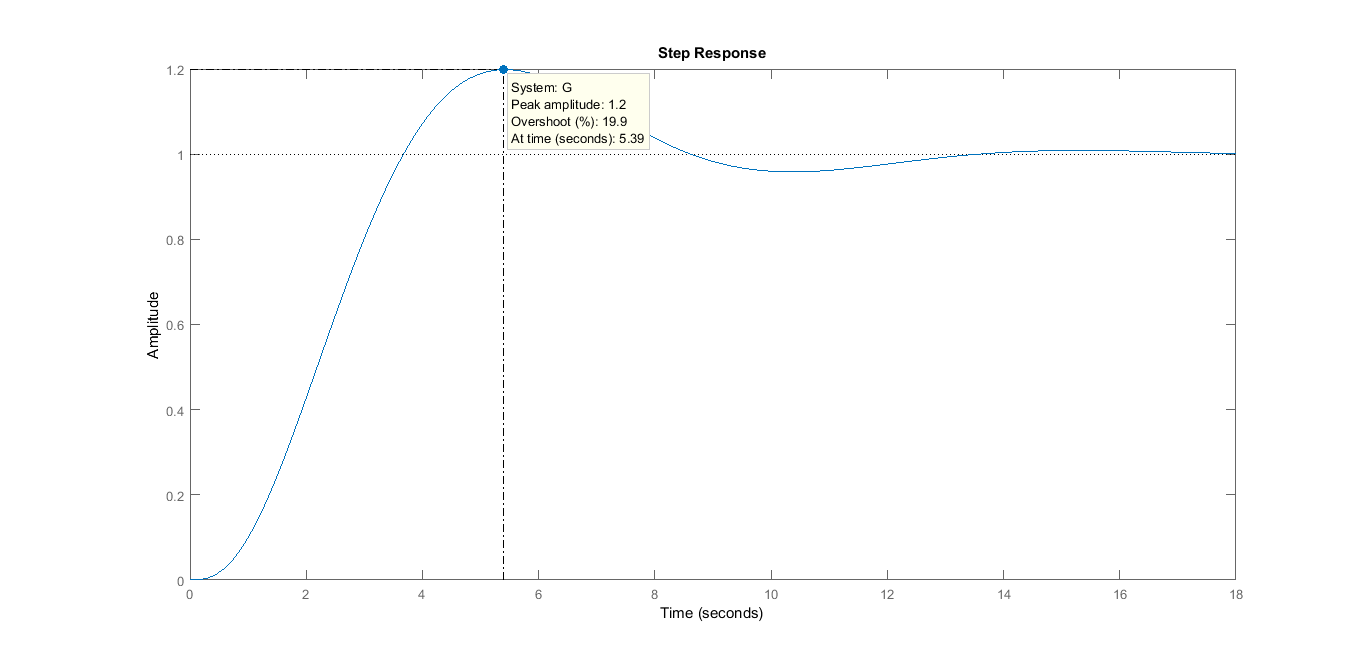 Step Response
1.2
1
0.8
0.6
0.4
0.2
0
Amplitude
System: G
Peak amplitude: 1.2
Overshoot (%): 19.9
At time (seconds): 5.39
0 2 4 6 8 10 12 14 16 18
Time (seconds)